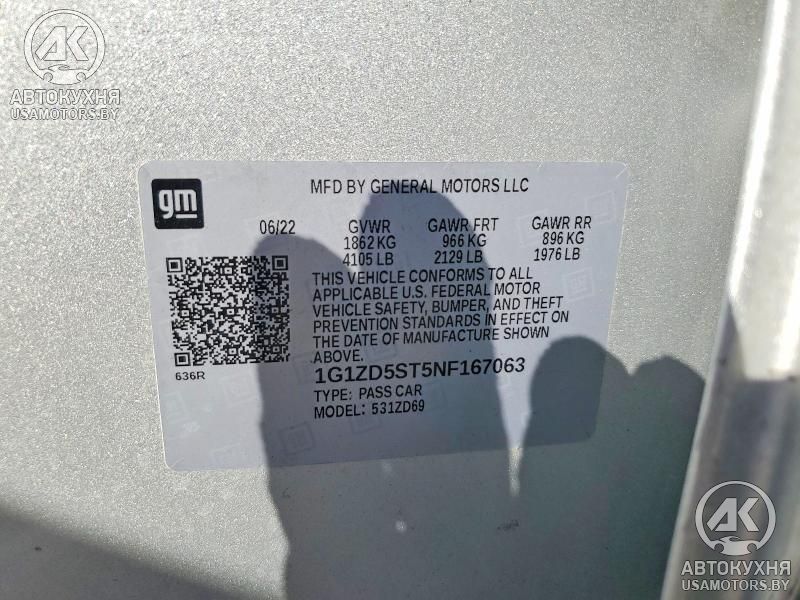 AK
АВТОКУХНЯ
USAMOTORS.BY
gm
MFD BY GENERAL MOTORS LLC
06/22 GVWR GAWR FRT GAWR RR
1862 KG 966 KG 896 KG
4105 LB 2129 LB 1976 LB
THIS VEHICLE CONFORMS TO ALL
APPLICABLE U.S. FEDERAL MOTOR
VEHICLE SAFETY, BUMPER, AND THEFT
PREVENTION STANDARDS IN EFFECT ON
THE DATE OF MANUFACTURE SHOWN
ABOVE.
636R
1G1ZD5ST5NF167063
TYPE: PASS CAR
MODEL: 531ZD69
AK
АВТОКУХНЯ
USAMOTORS.BY